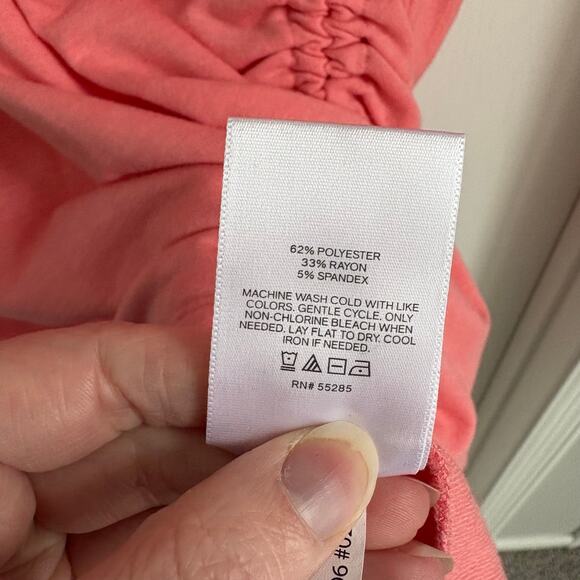 62% POLYESTER
33% RAYON
5% SPANDEX
MACHINE WASH COLD WITH LIKE
COLORS. GENTLE CYCLE. ONLY
NON-CHLORINE BLEACH WHEN
NEEDED. LAY FLAT TO DRY. COOL
IRON IF NEEDED.
RN# 55285